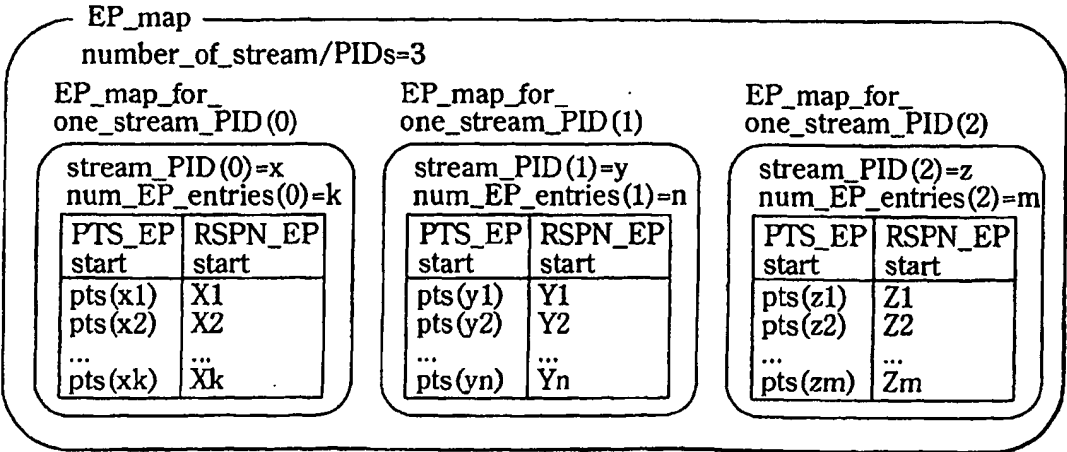 EP_map
number_of_stream/PIDs=3
EP_map_for_
one_stream_PID(0)
stream_PID(0)=x
num_EP_entries(0)=k
PTS_EP RSPN_EP
start start
pts(x1) X1
pts(x2) X2
... ...
pts(xk) Xk
EP_map_for_
one_stream_PID(1)
stream_PID(1)=y
num_EP_entries(1)=n
PTS_EP RSPN_EP
start start
pts(y1) Y1
pts(y2) Y2
... ...
pts(yn) Yn
EP_map_for_
one_stream_PID(2)
stream_PID(2)=z
num_EP_entries(2)=m
PTS_EP RSPN_EP
start start
pts(z1) Z1
pts(z2) Z2
... ...
pts(zm) Zm